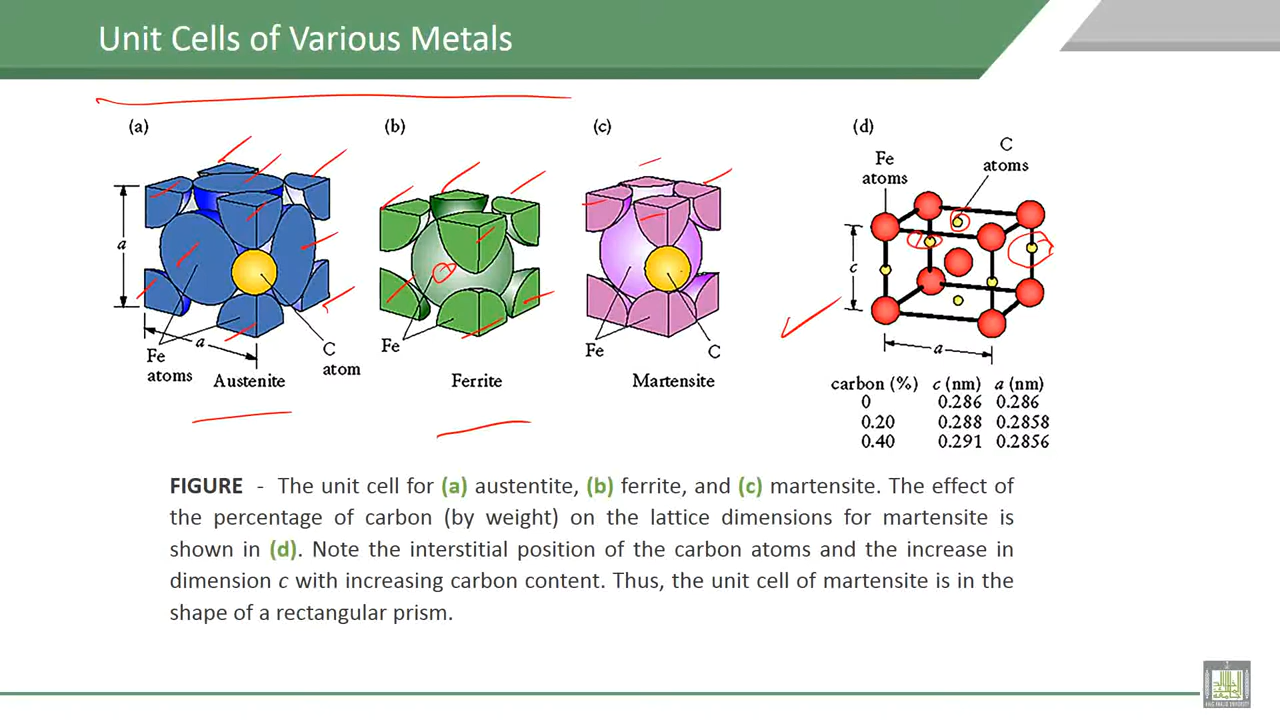 Unit Cells of Various Metals
(a)
(b)
(c)
(d)
Fe
atoms
C
atoms
a
a
c
a
Fe
atoms
Austenite
C
atom
Fe
Ferrite
Fe
C
Martensite
carbon (%) c (nm) a (nm)
0 0.286 0.286
0.20 0.288 0.2858
0.40 0.291 0.2856
FIGURE - The unit cell for (a) austentite, (b) ferrite, and (c) martensite. The effect of
the percentage of carbon (by weight) on the lattice dimensions for martensite is
shown in (d). Note the interstitial position of the carbon atoms and the increase in
dimension c with increasing carbon content. Thus, the unit cell of martensite is in the
shape of a rectangular prism.